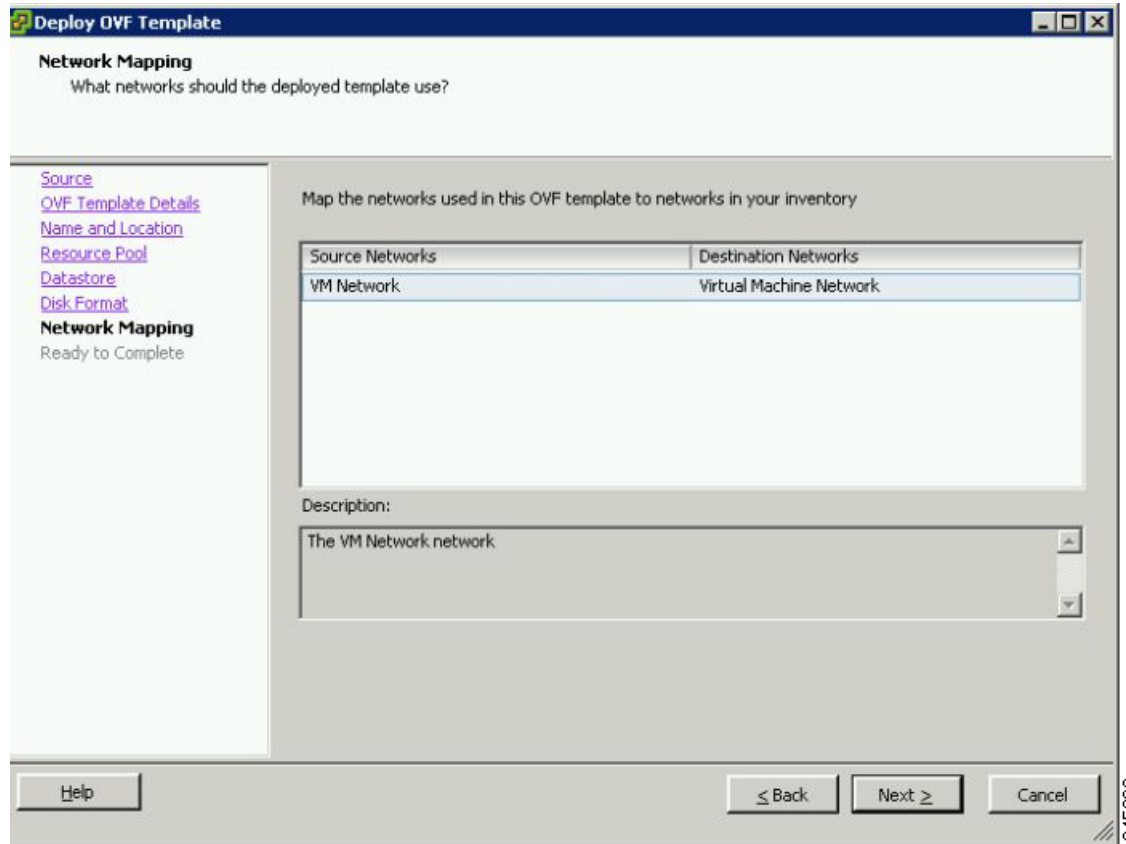 Deploy OVF Template
Network Mapping
What networks should the deployed template use?
Source
OVF Template Details
Name and Location
Resource Pool
Datastore
Disk Format
Network Mapping
Ready to Complete
Map the networks used in this OVF template to networks in your inventory
Source Networks Destination Networks
VM Network Virtual Machine Network
Description:
The VM Network network
Help
≤ Back Next ≥ Cancel